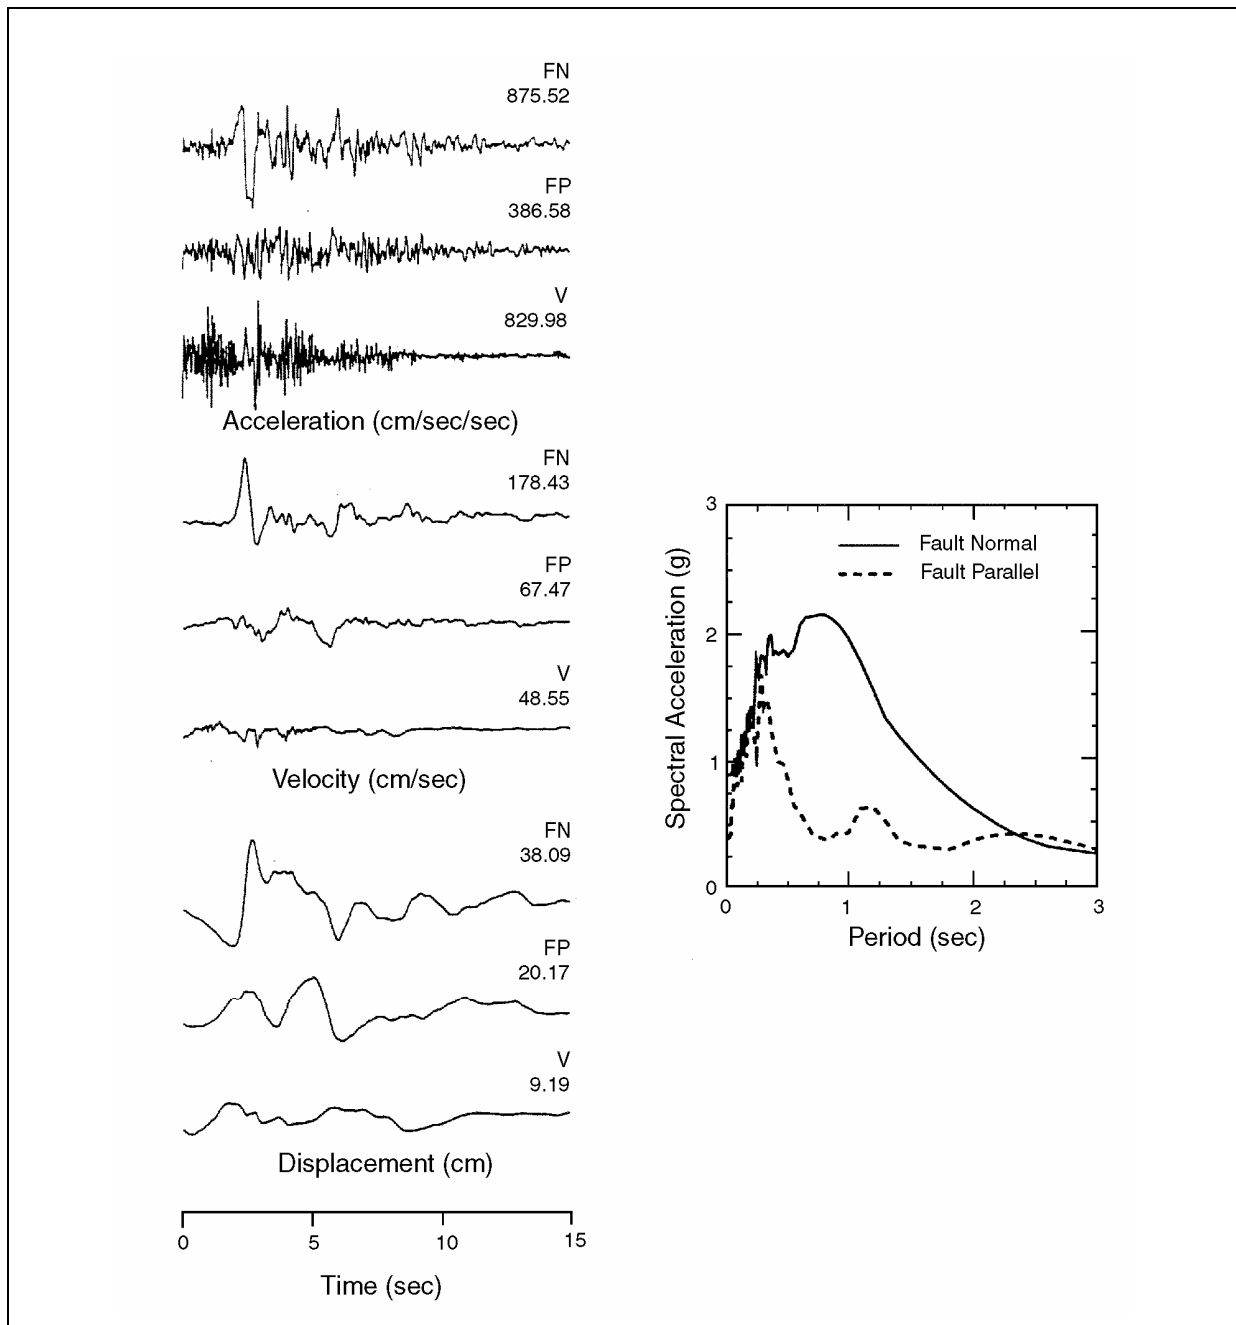 FN
875.52
FP
386.58
V
829.98
Acceleration (cm/sec/sec)
FN
178.43
FP
67.47
V
48.55
Velocity (cm/sec)
FN
38.09
FP
20.17
V
9.19
Displacement (cm)
0 5 10 15
Time (sec)
3
2
1
0
Spectral Acceleration (g)
Fault Normal
Fault Parallel
0 1 2 3
Period (sec)